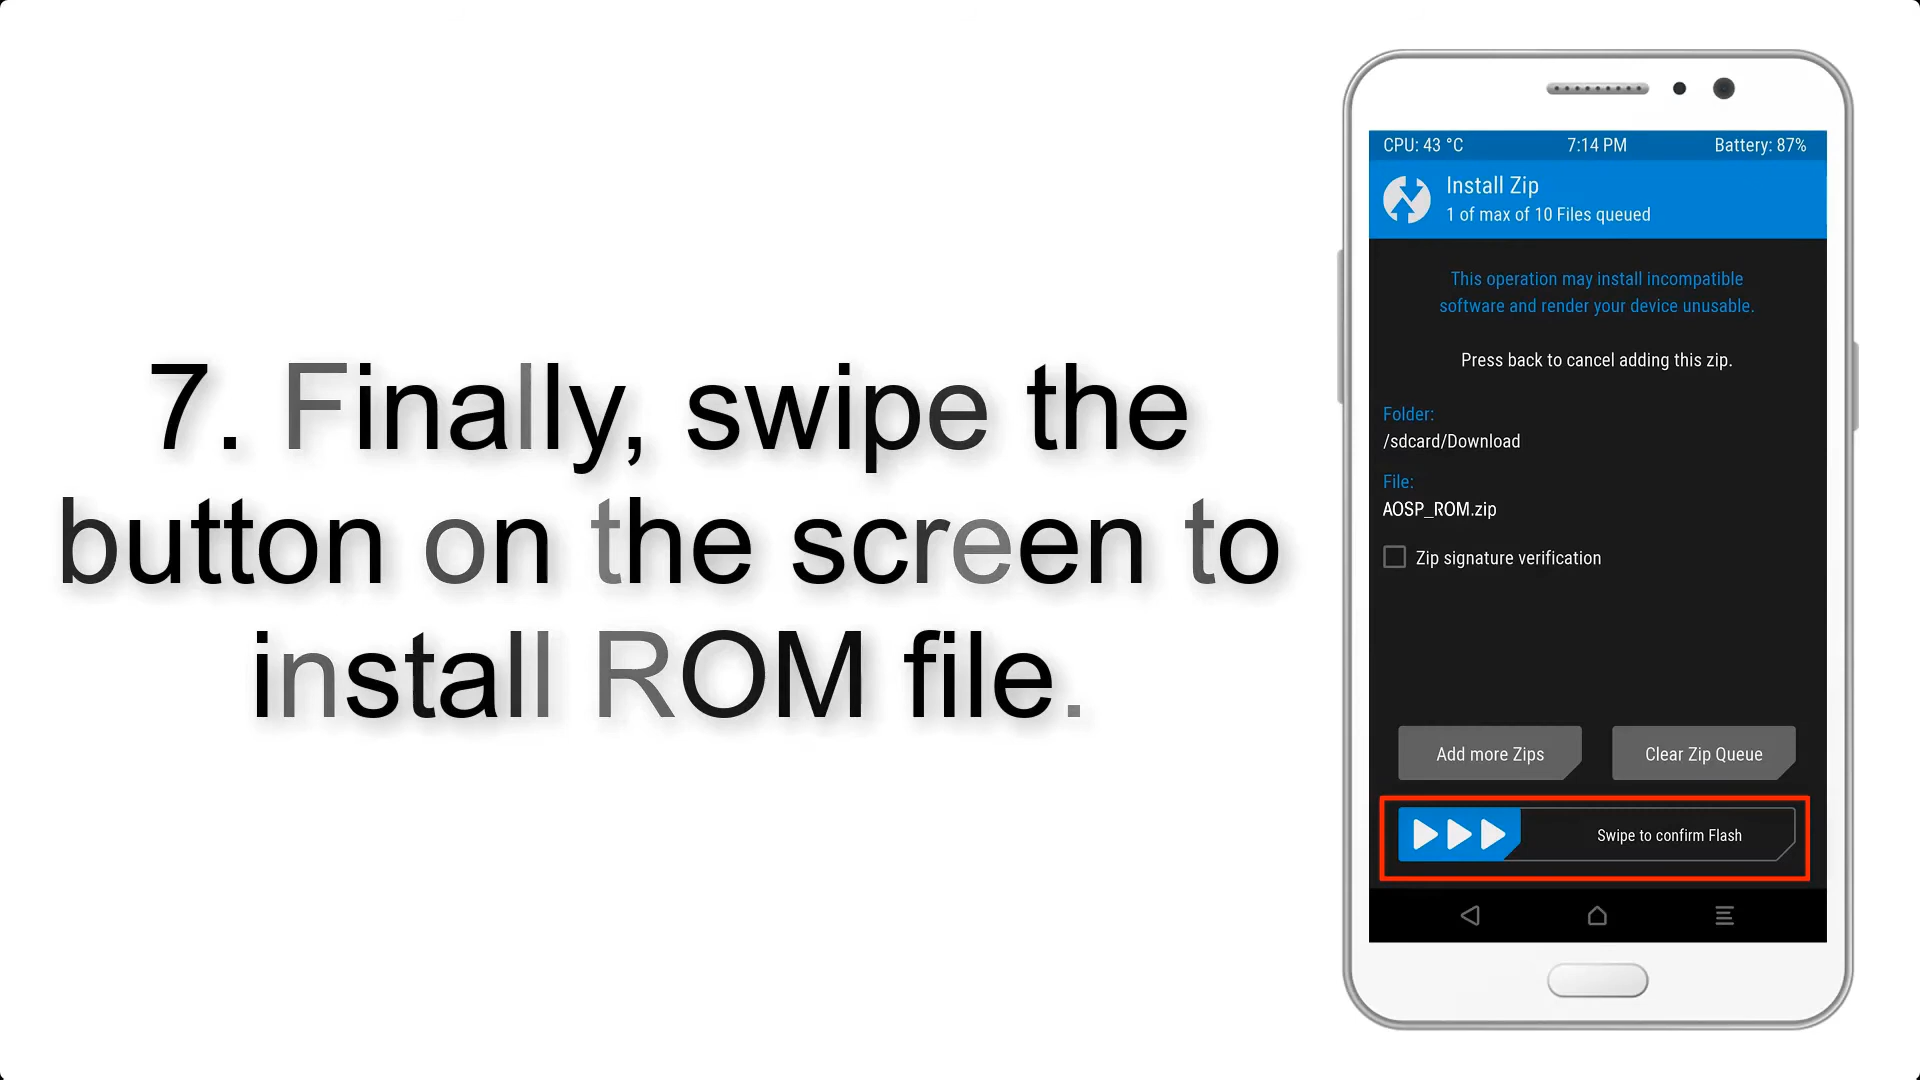 7. Finally, swipe the
button on the screen to
install ROM file.
CPU: 43 °C 7:14 PM Battery: 87%
Install Zip
1 of max of 10 Files queued
This operation may install incompatible
software and render your device unusable.
Press back to cancel adding this zip.
Folder:
/sdcard/Download
File:
AOSP_ROM.zip
Zip signature verification
Add more Zips Clear Zip Queue
Swipe to confirm Flash